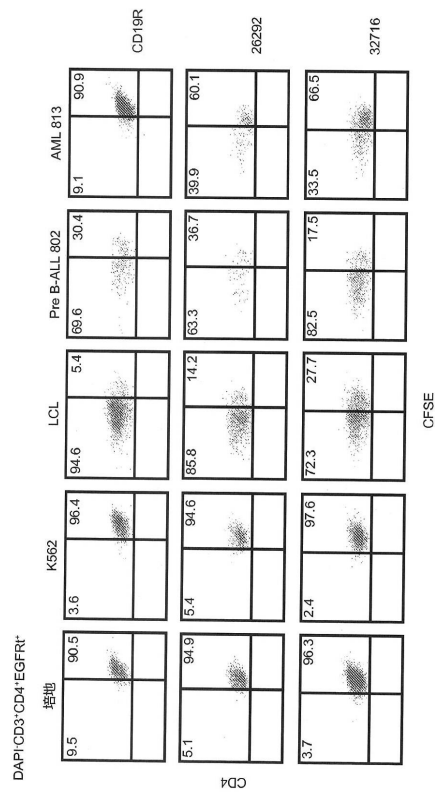 DAPI⁻CD3⁺CD4⁺EGFRt⁺
培地 K562 LCL Pre B-ALL 802 AML 813
9.5 90.5 3.6 96.4 94.6 5.4 69.6 30.4 9.1 90.9 CD19R
5.1 94.9 5.4 94.6 85.8 14.2 63.3 36.7 39.9 60.1 26292
3.7 96.3 2.4 97.6 72.3 27.7 82.5 17.5 33.5 66.5 32716
CD4
CFSE